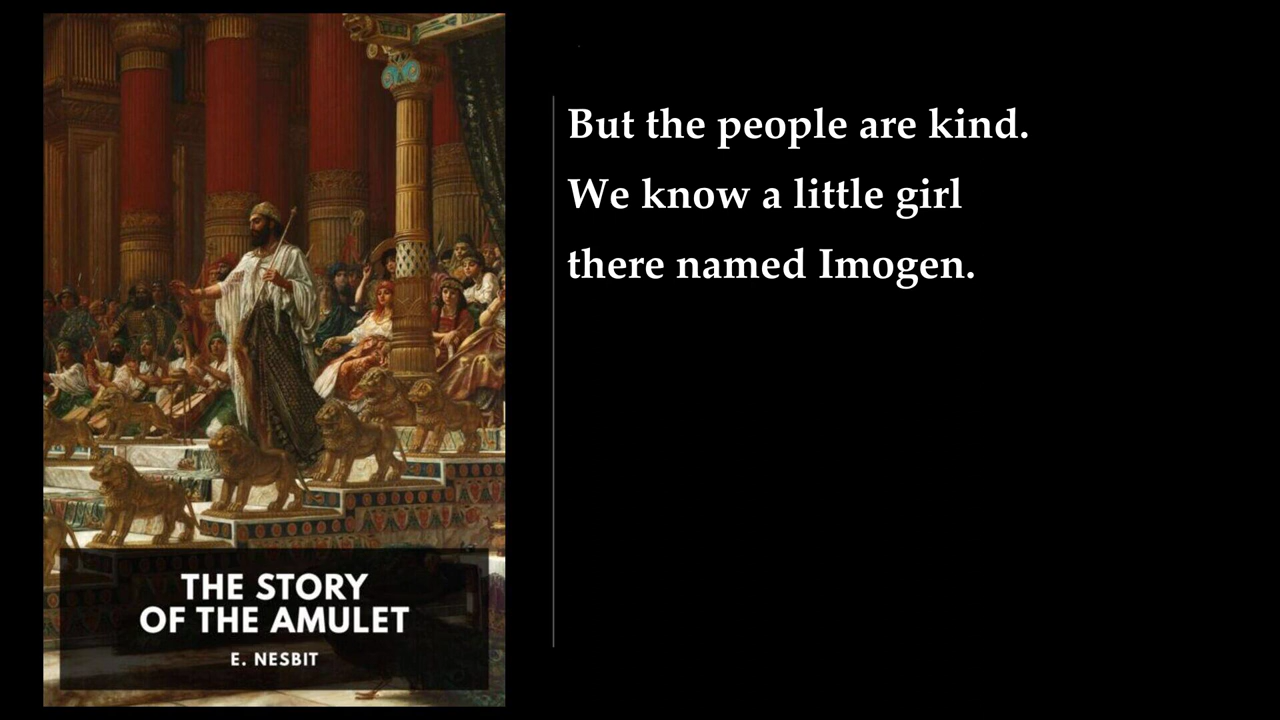 But the people are kind.
We know a little girl
there named Imogen.
THE STORY
OF THE AMULET
E. NESBIT